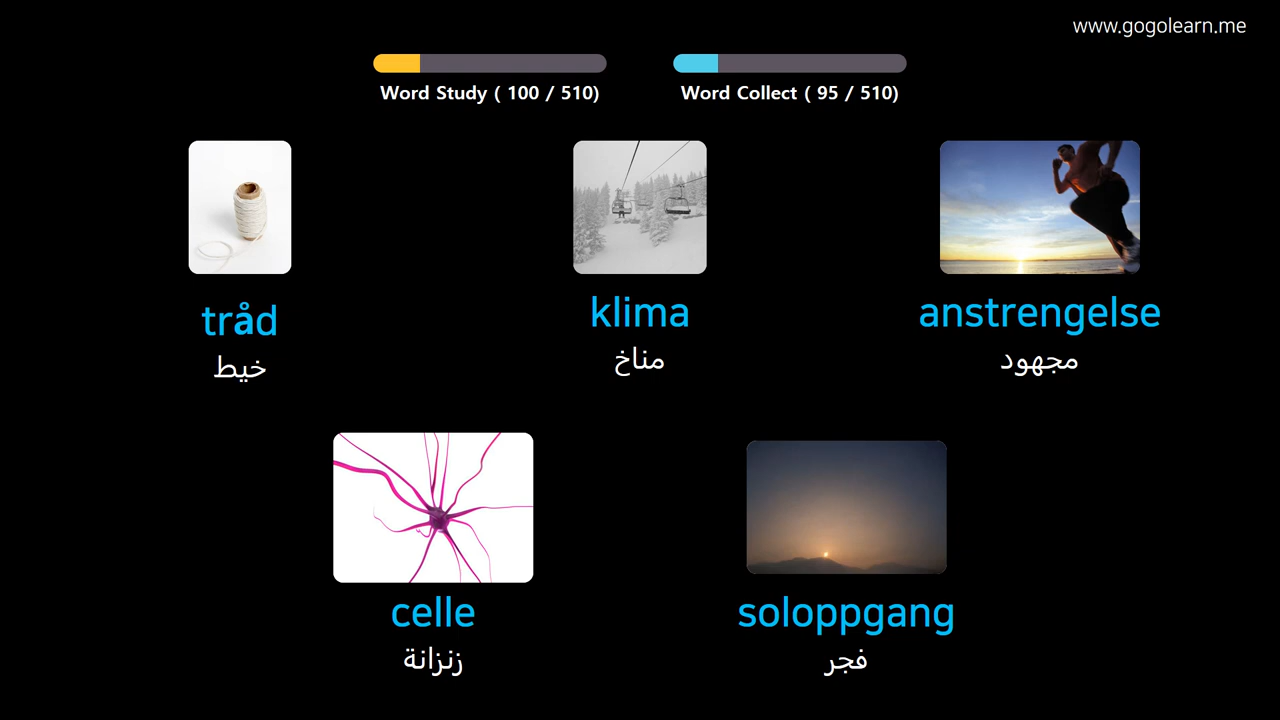 www.gogolearn.me
Word Study ( 100 / 510)
Word Collect ( 95 / 510)
tråd
خيط
klima
مناخ
anstrengelse
مجهود
celle
زنزانة
soloppgang
فجر